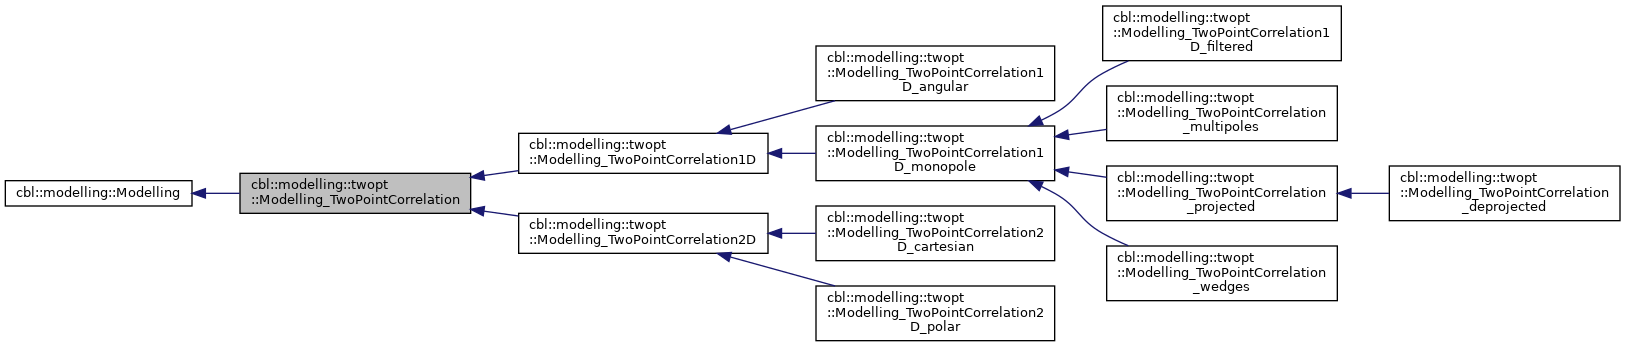 cbl::modelling::Modelling
cbl::modelling::twopt
::Modelling_TwoPointCorrelation
cbl::modelling::twopt
::Modelling_TwoPointCorrelation1D
cbl::modelling::twopt
::Modelling_TwoPointCorrelation2D
cbl::modelling::twopt
::Modelling_TwoPointCorrelation1
D_angular
cbl::modelling::twopt
::Modelling_TwoPointCorrelation1
D_monopole
cbl::modelling::twopt
::Modelling_TwoPointCorrelation2
D_cartesian
cbl::modelling::twopt
::Modelling_TwoPointCorrelation2
D_polar
cbl::modelling::twopt
::Modelling_TwoPointCorrelation1
D_filtered
cbl::modelling::twopt
::Modelling_TwoPointCorrelation
_multipoles
cbl::modelling::twopt
::Modelling_TwoPointCorrelation
_projected
cbl::modelling::twopt
::Modelling_TwoPointCorrelation
_wedges
cbl::modelling::twopt
::Modelling_TwoPointCorrelation
_deprojected